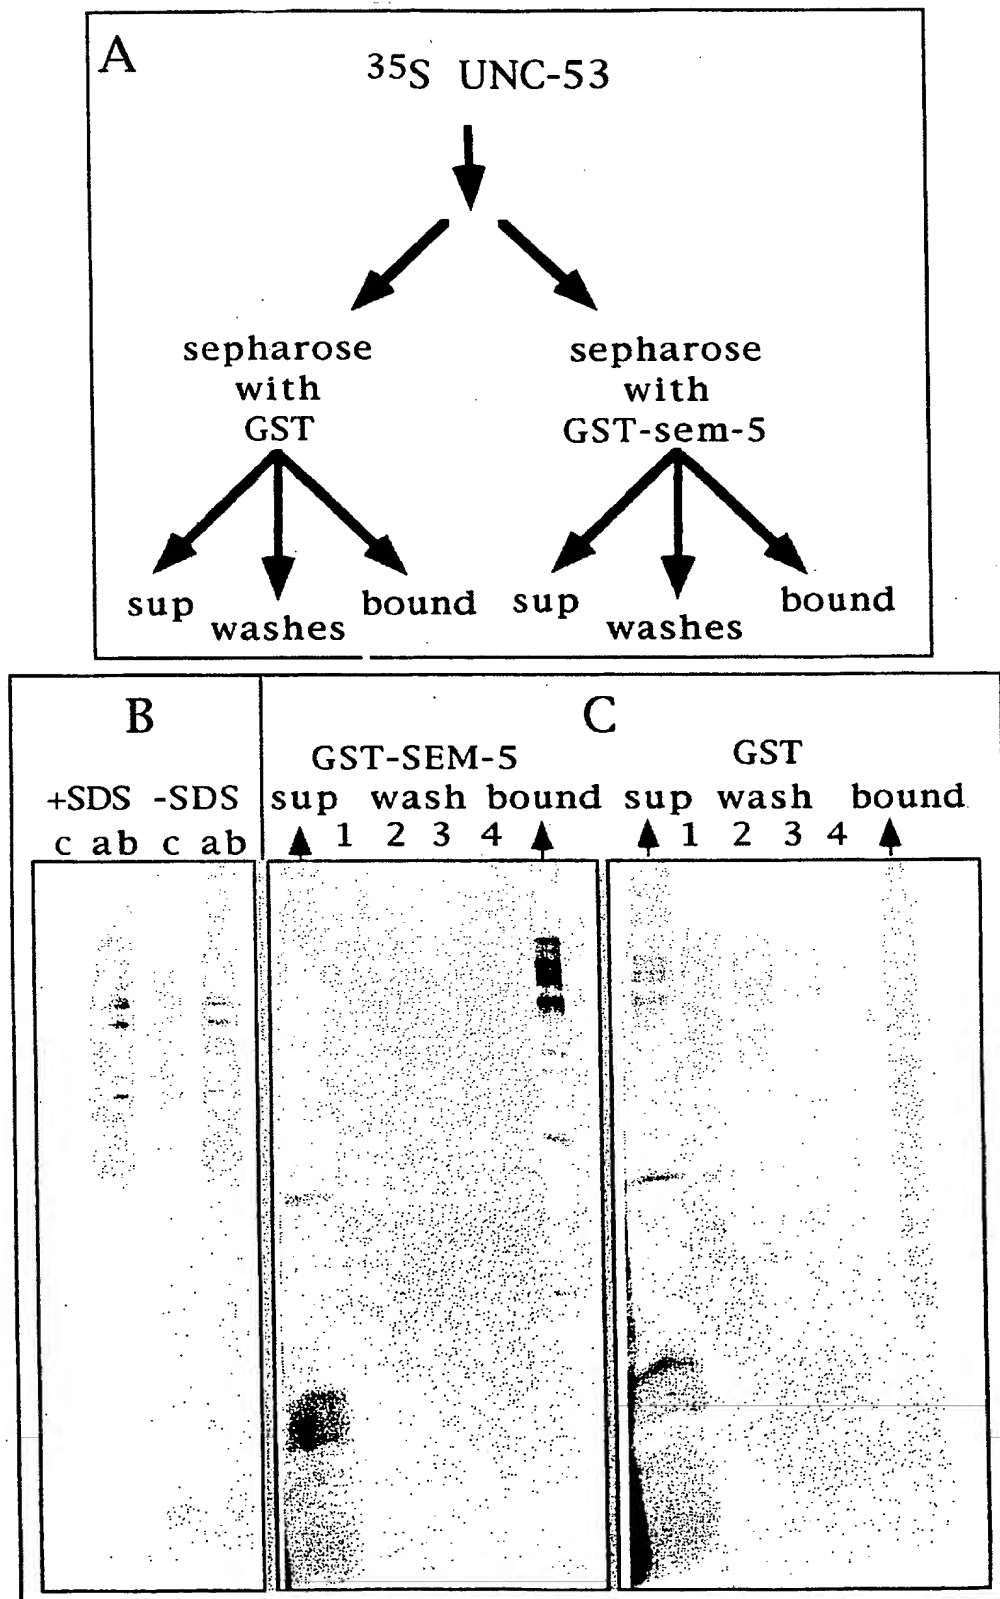 A
35S UNC-53
sepharose with GST
sepharose with GST-sem-5
sup washes bound
sup washes bound
B
+SDS -SDS
c ab c ab
C
GST-SEM-5
sup wash bound
1 2 3 4
GST
sup wash bound
1 2 3 4